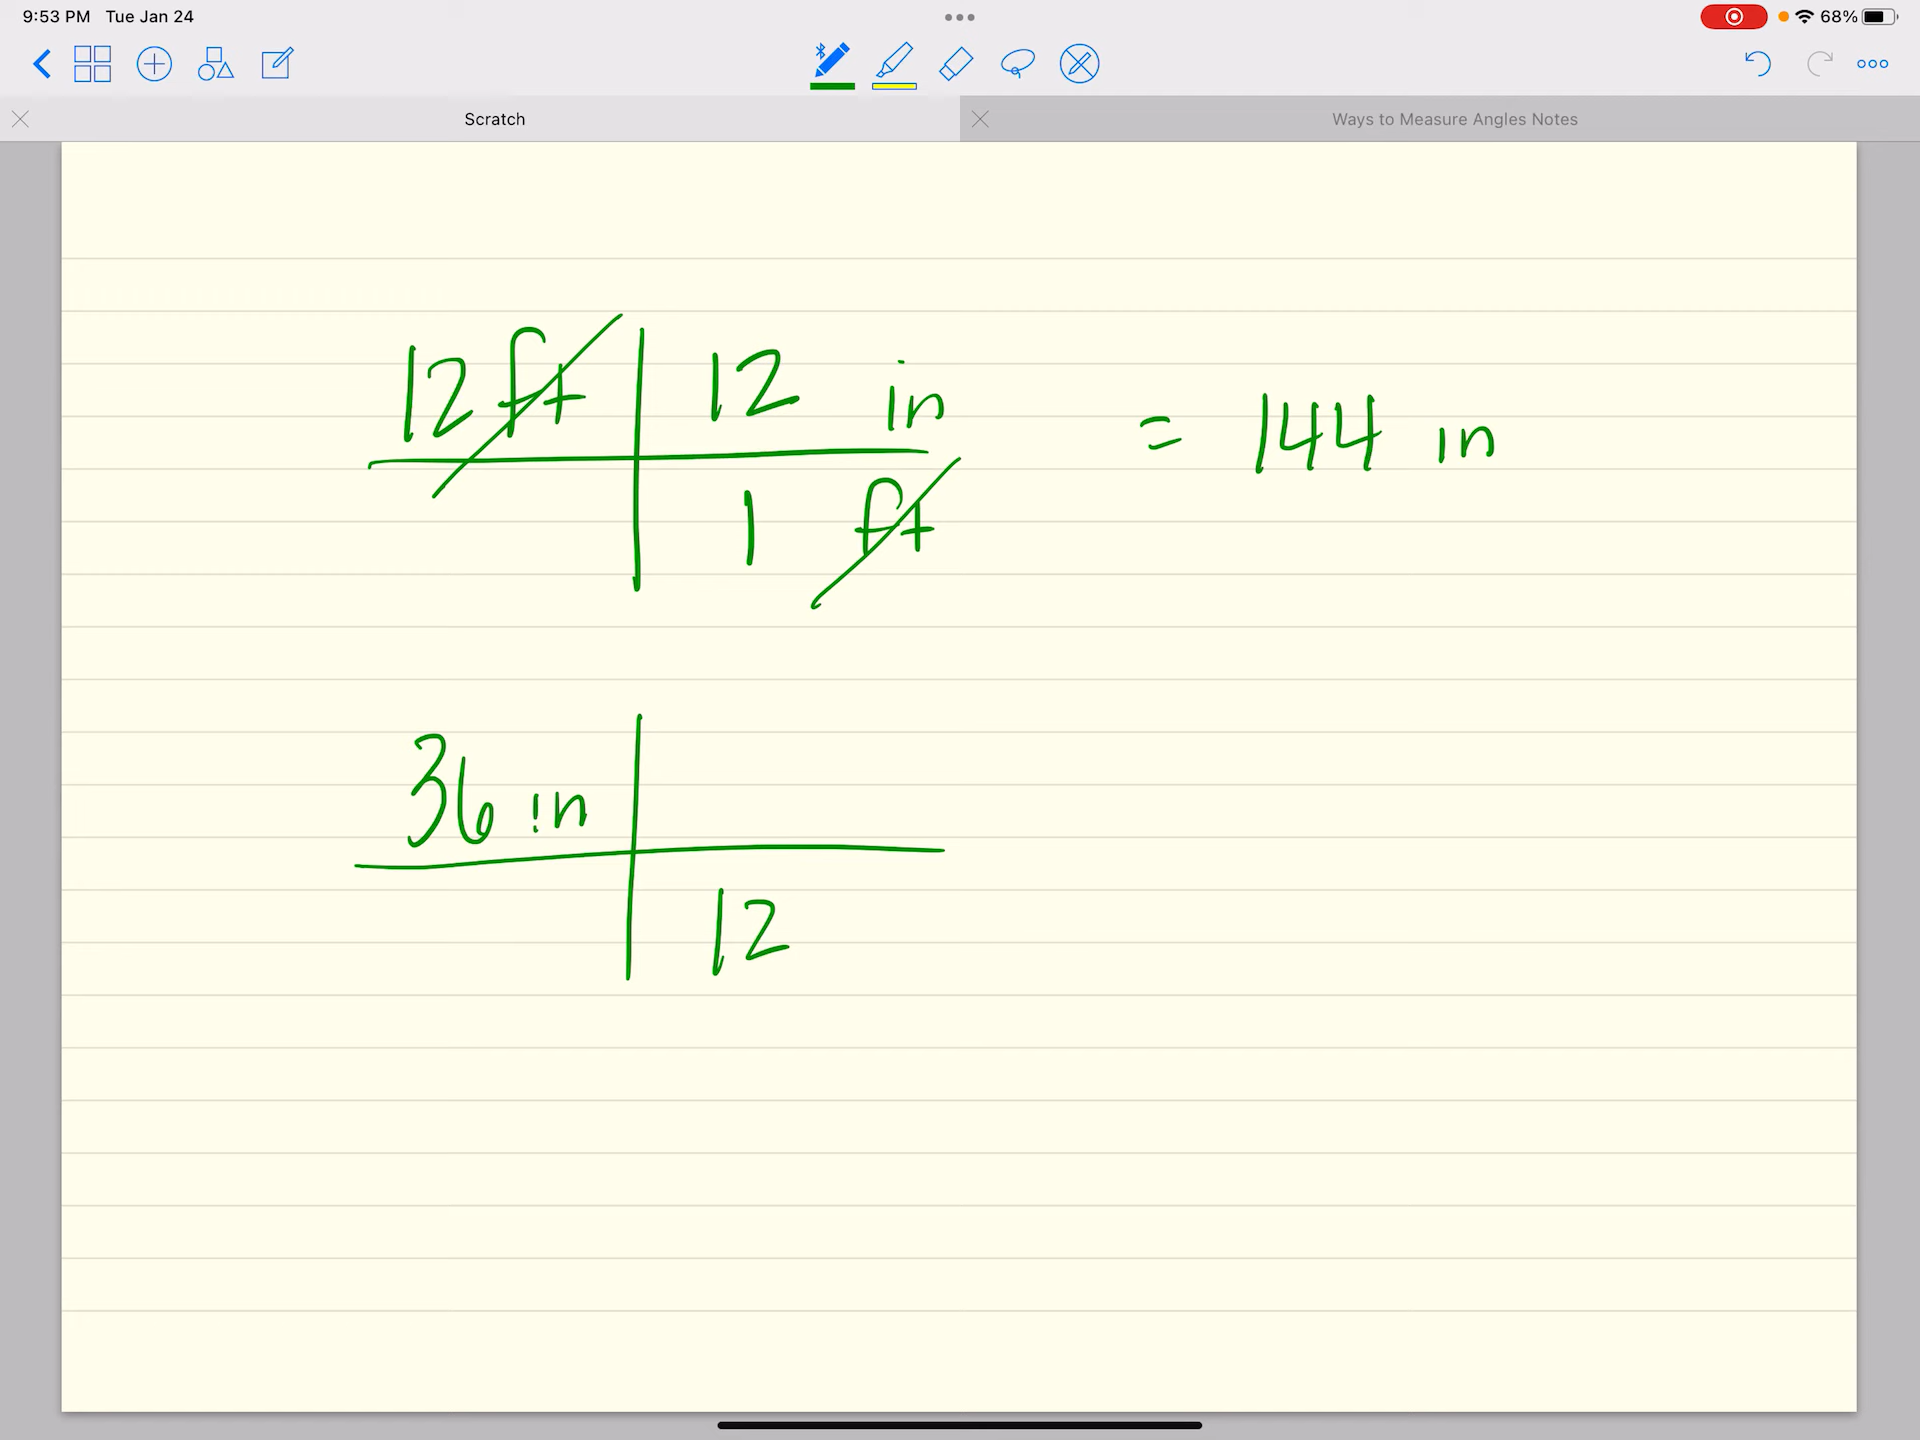 9:53 PM Tue Jan 24
68%
Scratch
Ways to Measure Angles Notes
12 ft 12 in
= 144 in
1 ft
36 in
12